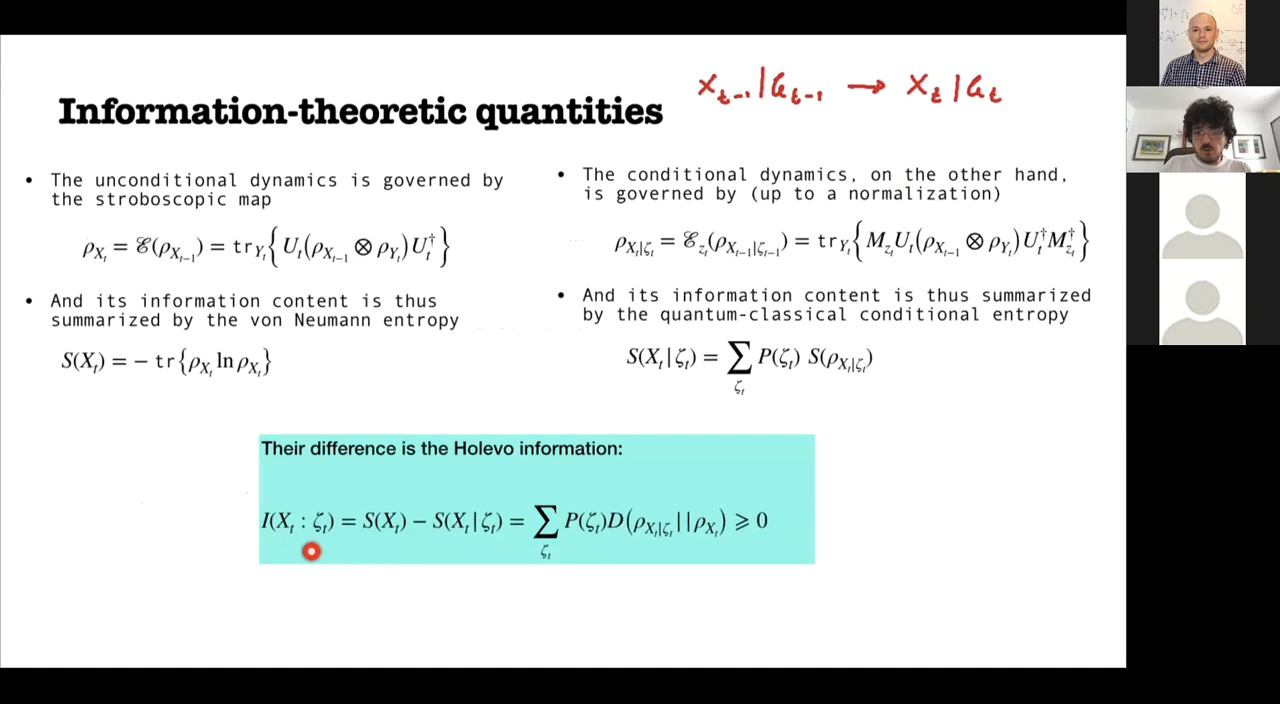 X_{t-1}|G_{t-1} → X_t|G_t
Information-theoretic quantities
• The unconditional dynamics is governed by
the stroboscopic map
ρ_{X_t} = ℰ(ρ_{X_{t-1}}) = tr_{Y_t}{U_t(ρ_{X_{t-1}} ⊗ ρ_{Y_t})U_t^†}
• And its information content is thus
summarized by the von Neumann entropy
S(X_t) = − tr{ρ_{X_t} ln ρ_{X_t}}
• The conditional dynamics, on the other hand,
is governed by (up to a normalization)
ρ_{X_t|ζ_t} = ℰ_{z_t}(ρ_{X_{t-1}|ζ_{t-1}}) = tr_{Y_t}{M_{z_t}U_t(ρ_{X_{t-1}} ⊗ ρ_{Y_t})U_t^†M_{z_t}^†}
• And its information content is thus summarized
by the quantum-classical conditional entropy
S(X_t|ζ_t) = ∑_{ζ_t} P(ζ_t) S(ρ_{X_t|ζ_t})
Their difference is the Holevo information:
I(X_t : ζ_t) = S(X_t) − S(X_t|ζ_t) = ∑_{ζ_t} P(ζ_t)D(ρ_{X_t|ζ_t}||ρ_{X_t}) ⩾ 0